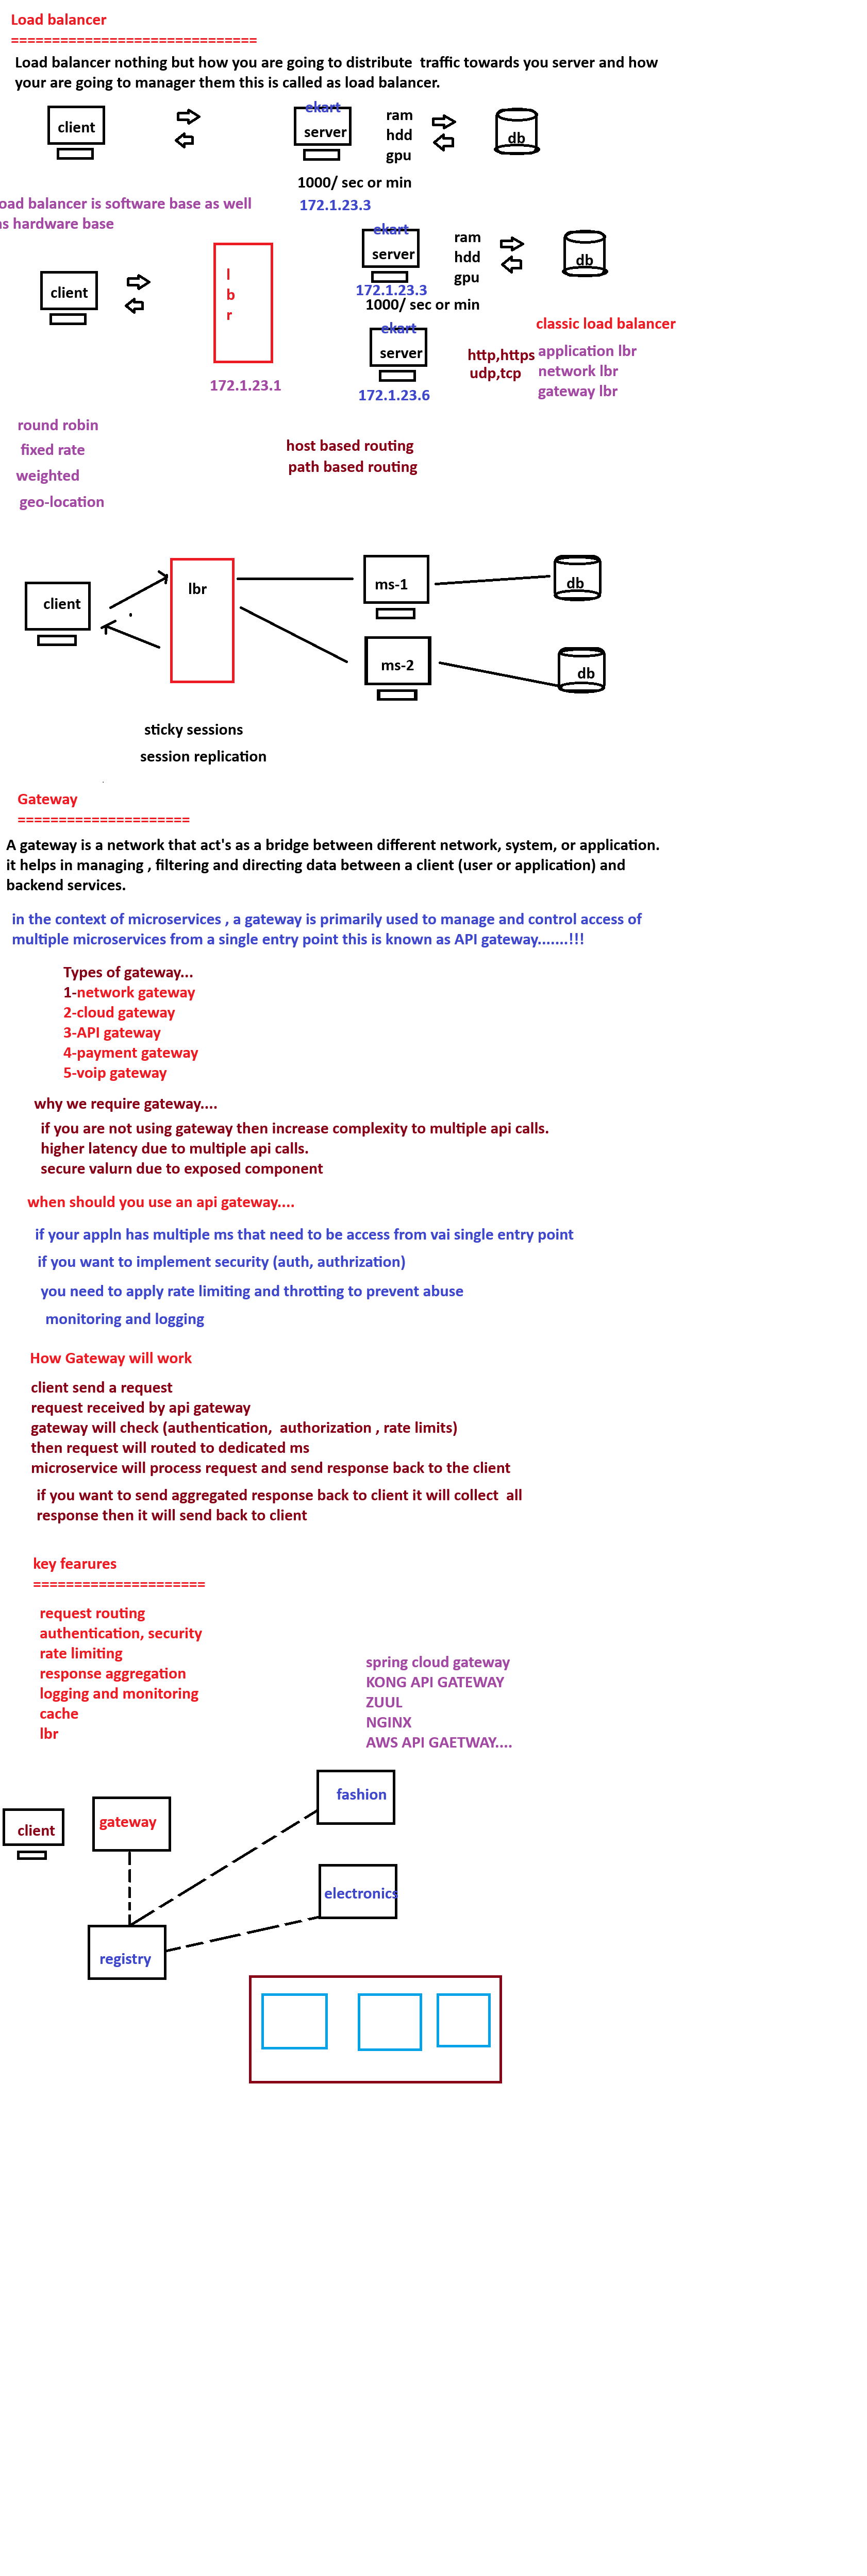 Load balancer
==============================
Load balancer nothing but how you are going to distribute  traffic towards you server and how
your are going to manager them this is called as load balancer.
client
ekart
server
ram
hdd
gpu
db
1000/ sec or min
172.1.23.3
oad balancer is software base as well
as hardware base
client
l
b
r
172.1.23.1
ekart
server
ram
hdd
gpu
db
172.1.23.3
1000/ sec or min
ekart
server
172.1.23.6
http,https
udp,tcp
classic load balancer
application lbr
network lbr
gateway lbr
round robin
fixed rate
weighted
geo-location
host based routing
path based routing
client
lbr
ms-1
db
ms-2
db
sticky sessions
session replication
Gateway
=====================
A gateway is a network that act's as a bridge between different network, system, or application.
it helps in managing , filtering and directing data between a client (user or application) and
backend services.
in the context of microservices , a gateway is primarily used to manage and control access of
multiple microservices from a single entry point this is known as API gateway.......!!!
Types of gateway...
1-network gateway
2-cloud gateway
3-API gateway
4-payment gateway
5-voip gateway
why we require gateway....
if you are not using gateway then increase complexity to multiple api calls.
higher latency due to multiple api calls.
secure valurn due to exposed component
when should you use an api gateway....
if your appln has multiple ms that need to be access from vai single entry point
if you want to implement security (auth, authrization)
you need to apply rate limiting and throtting to prevent abuse
monitoring and logging
How Gateway will work
client send a request
request received by api gateway
gateway will check (authentication,  authorization , rate limits)
then request will routed to dedicated ms
microservice will process request and send response back to the client
if you want to send aggregated response back to client it will collect  all
response then it will send back to client
key fearures
=====================
request routing
authentication, security
rate limiting
response aggregation
logging and monitoring
cache
lbr
spring cloud gateway
KONG API GATEWAY
ZUUL
NGINX
AWS API GAETWAY....
client
gateway
fashion
electronics
registry